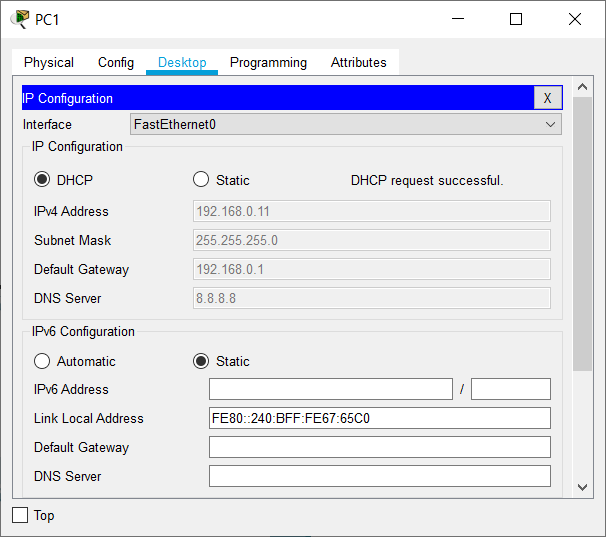 PC1
Physical Config Desktop Programming Attributes
IP Configuration X
Interface FastEthernet0
IP Configuration
DHCP Static DHCP request successful.
IPv4 Address 192.168.0.11
Subnet Mask 255.255.255.0
Default Gateway 192.168.0.1
DNS Server 8.8.8.8
IPv6 Configuration
Automatic Static
IPv6 Address /
Link Local Address FE80::240:BFF:FE67:65C0
Default Gateway
DNS Server
Top